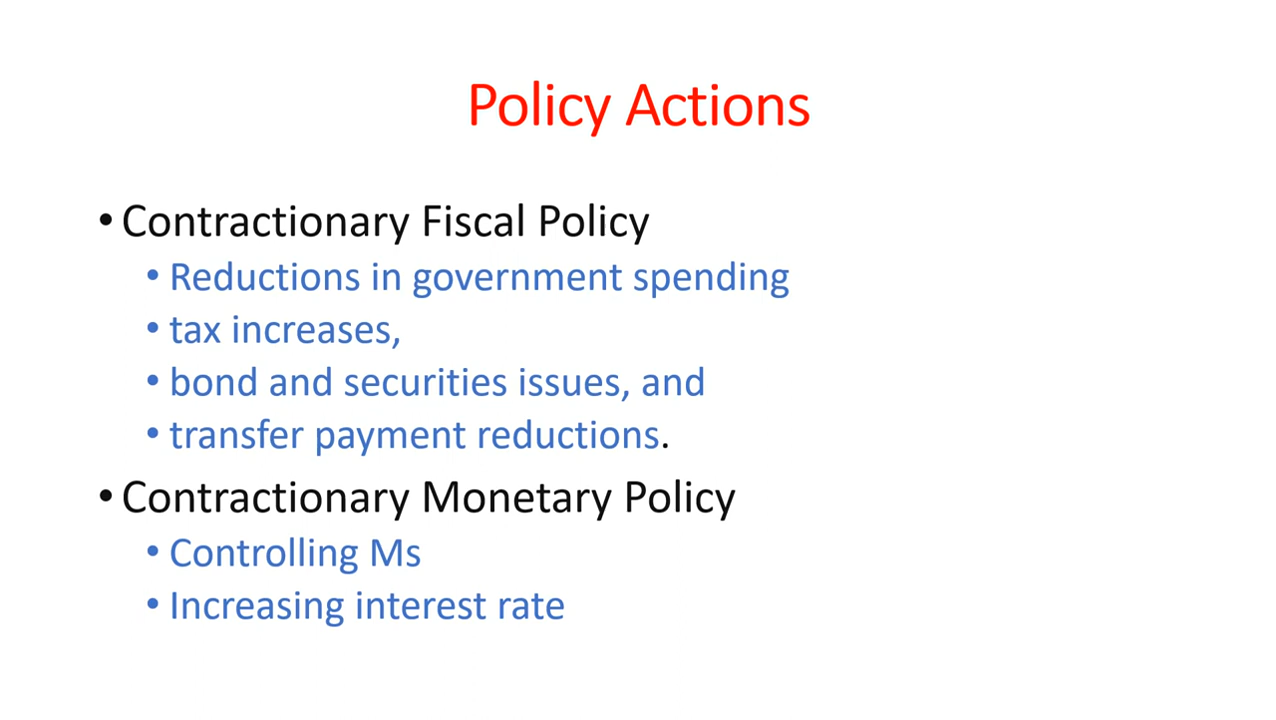 Policy Actions
• Contractionary Fiscal Policy
• Reductions in government spending
• tax increases,
• bond and securities issues, and
• transfer payment reductions.
• Contractionary Monetary Policy
• Controlling Ms
• Increasing interest rate